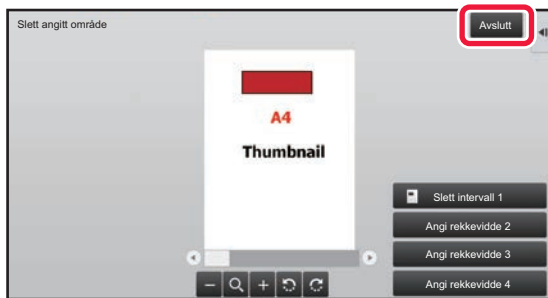 Slett angitt område
Avslutt
A4
Thumbnail
Slett intervall 1
Angi rekkevidde 2
Angi rekkevidde 3
Angi rekkevidde 4